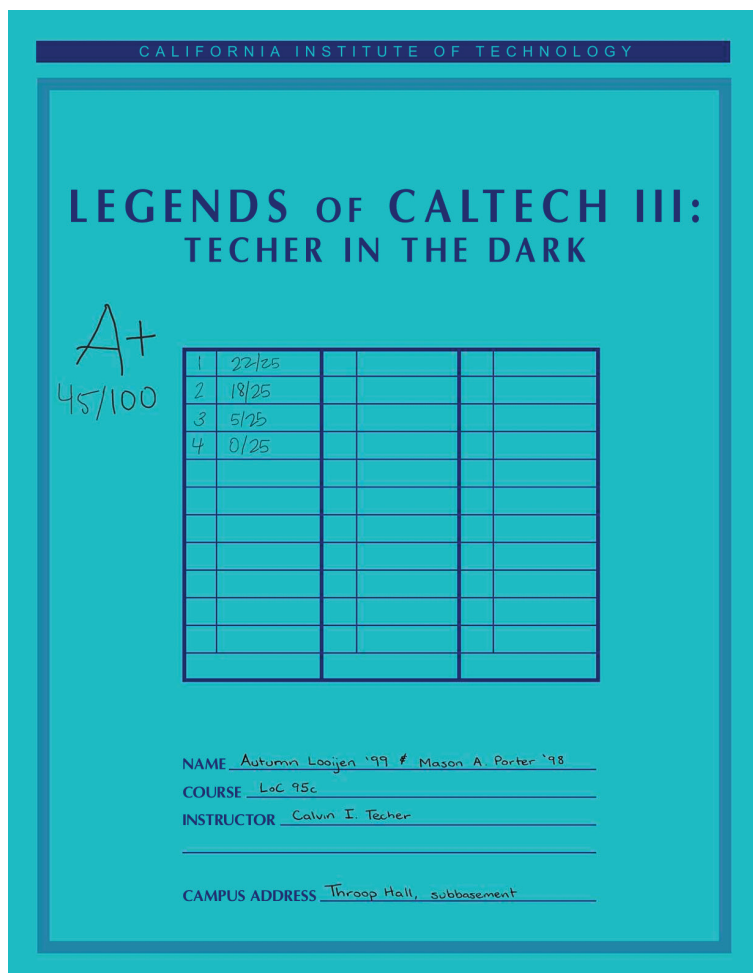 CALIFORNIA INSTITUTE OF TECHNOLOGY
LEGENDS OF CALTECH III:
TECHER IN THE DARK
A+
45/100
1 22/25
2 18/25
3 5/25
4 0/25
NAME Autumn Looijen '99 & Mason A. Porter '98
COURSE LoC 95c
INSTRUCTOR Calvin I. Techer
CAMPUS ADDRESS Throop Hall, subbasement